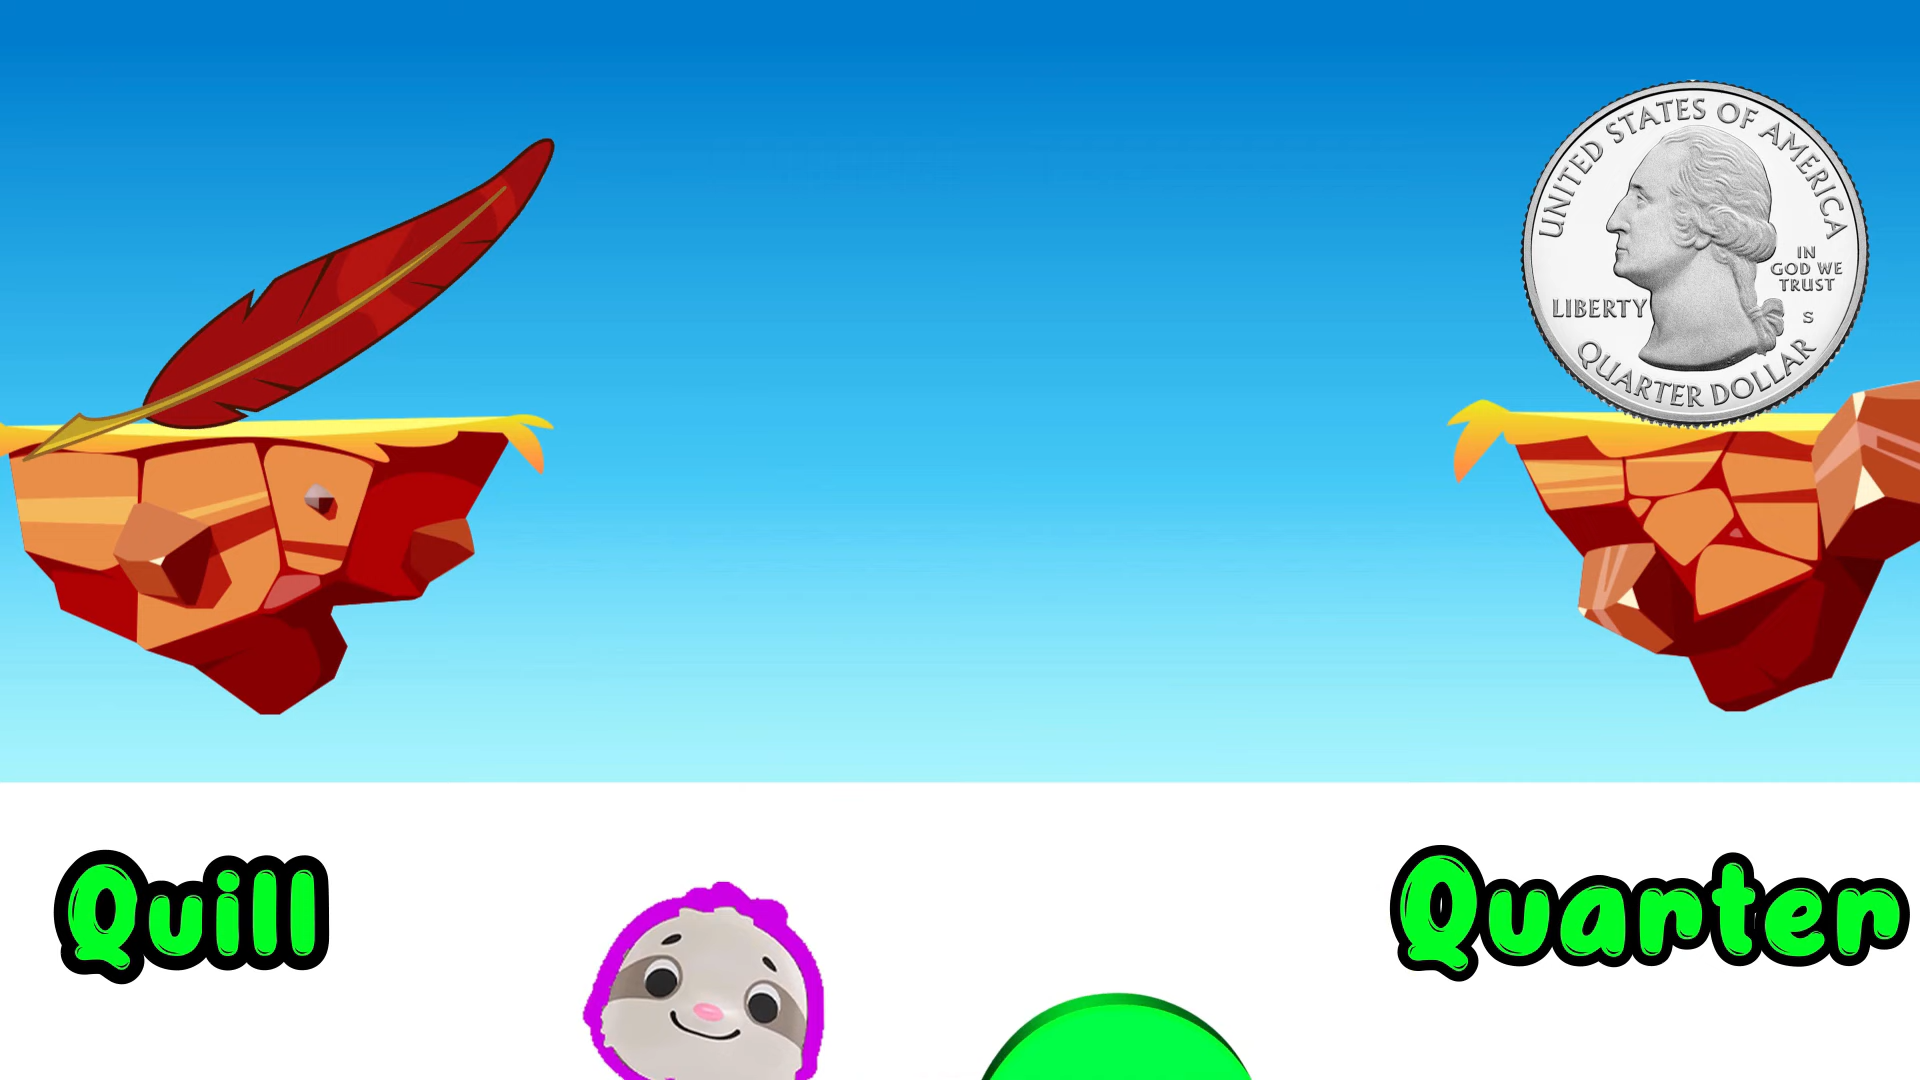 UNITED STATES OF AMERICA
IN
GOD WE
TRUST
LIBERTY
S
QUARTER DOLLAR
Quill
Quarter